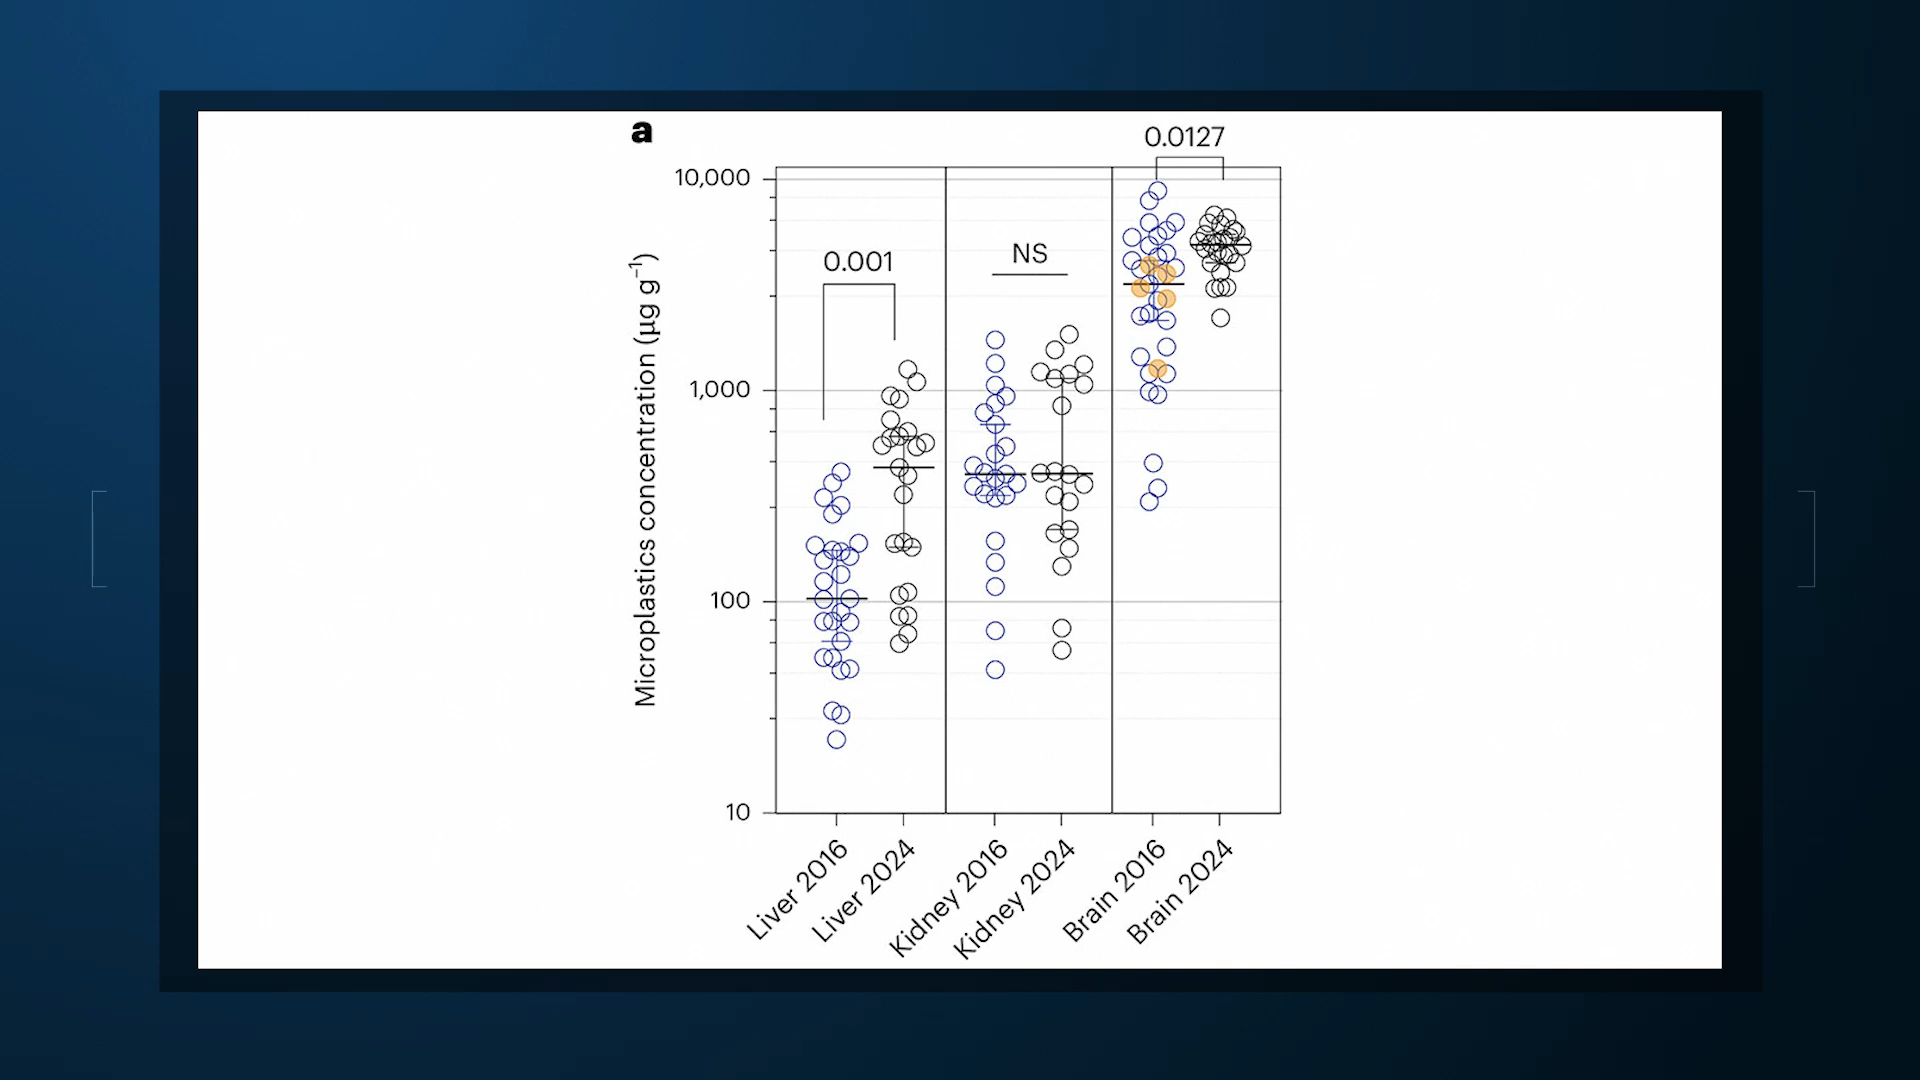 a
0.0127
10,000
0.001
NS
1,000
100
10
Microplastics concentration (µg g⁻¹)
Liver 2016
Liver 2024
Kidney 2016
Kidney 2024
Brain 2016
Brain 2024